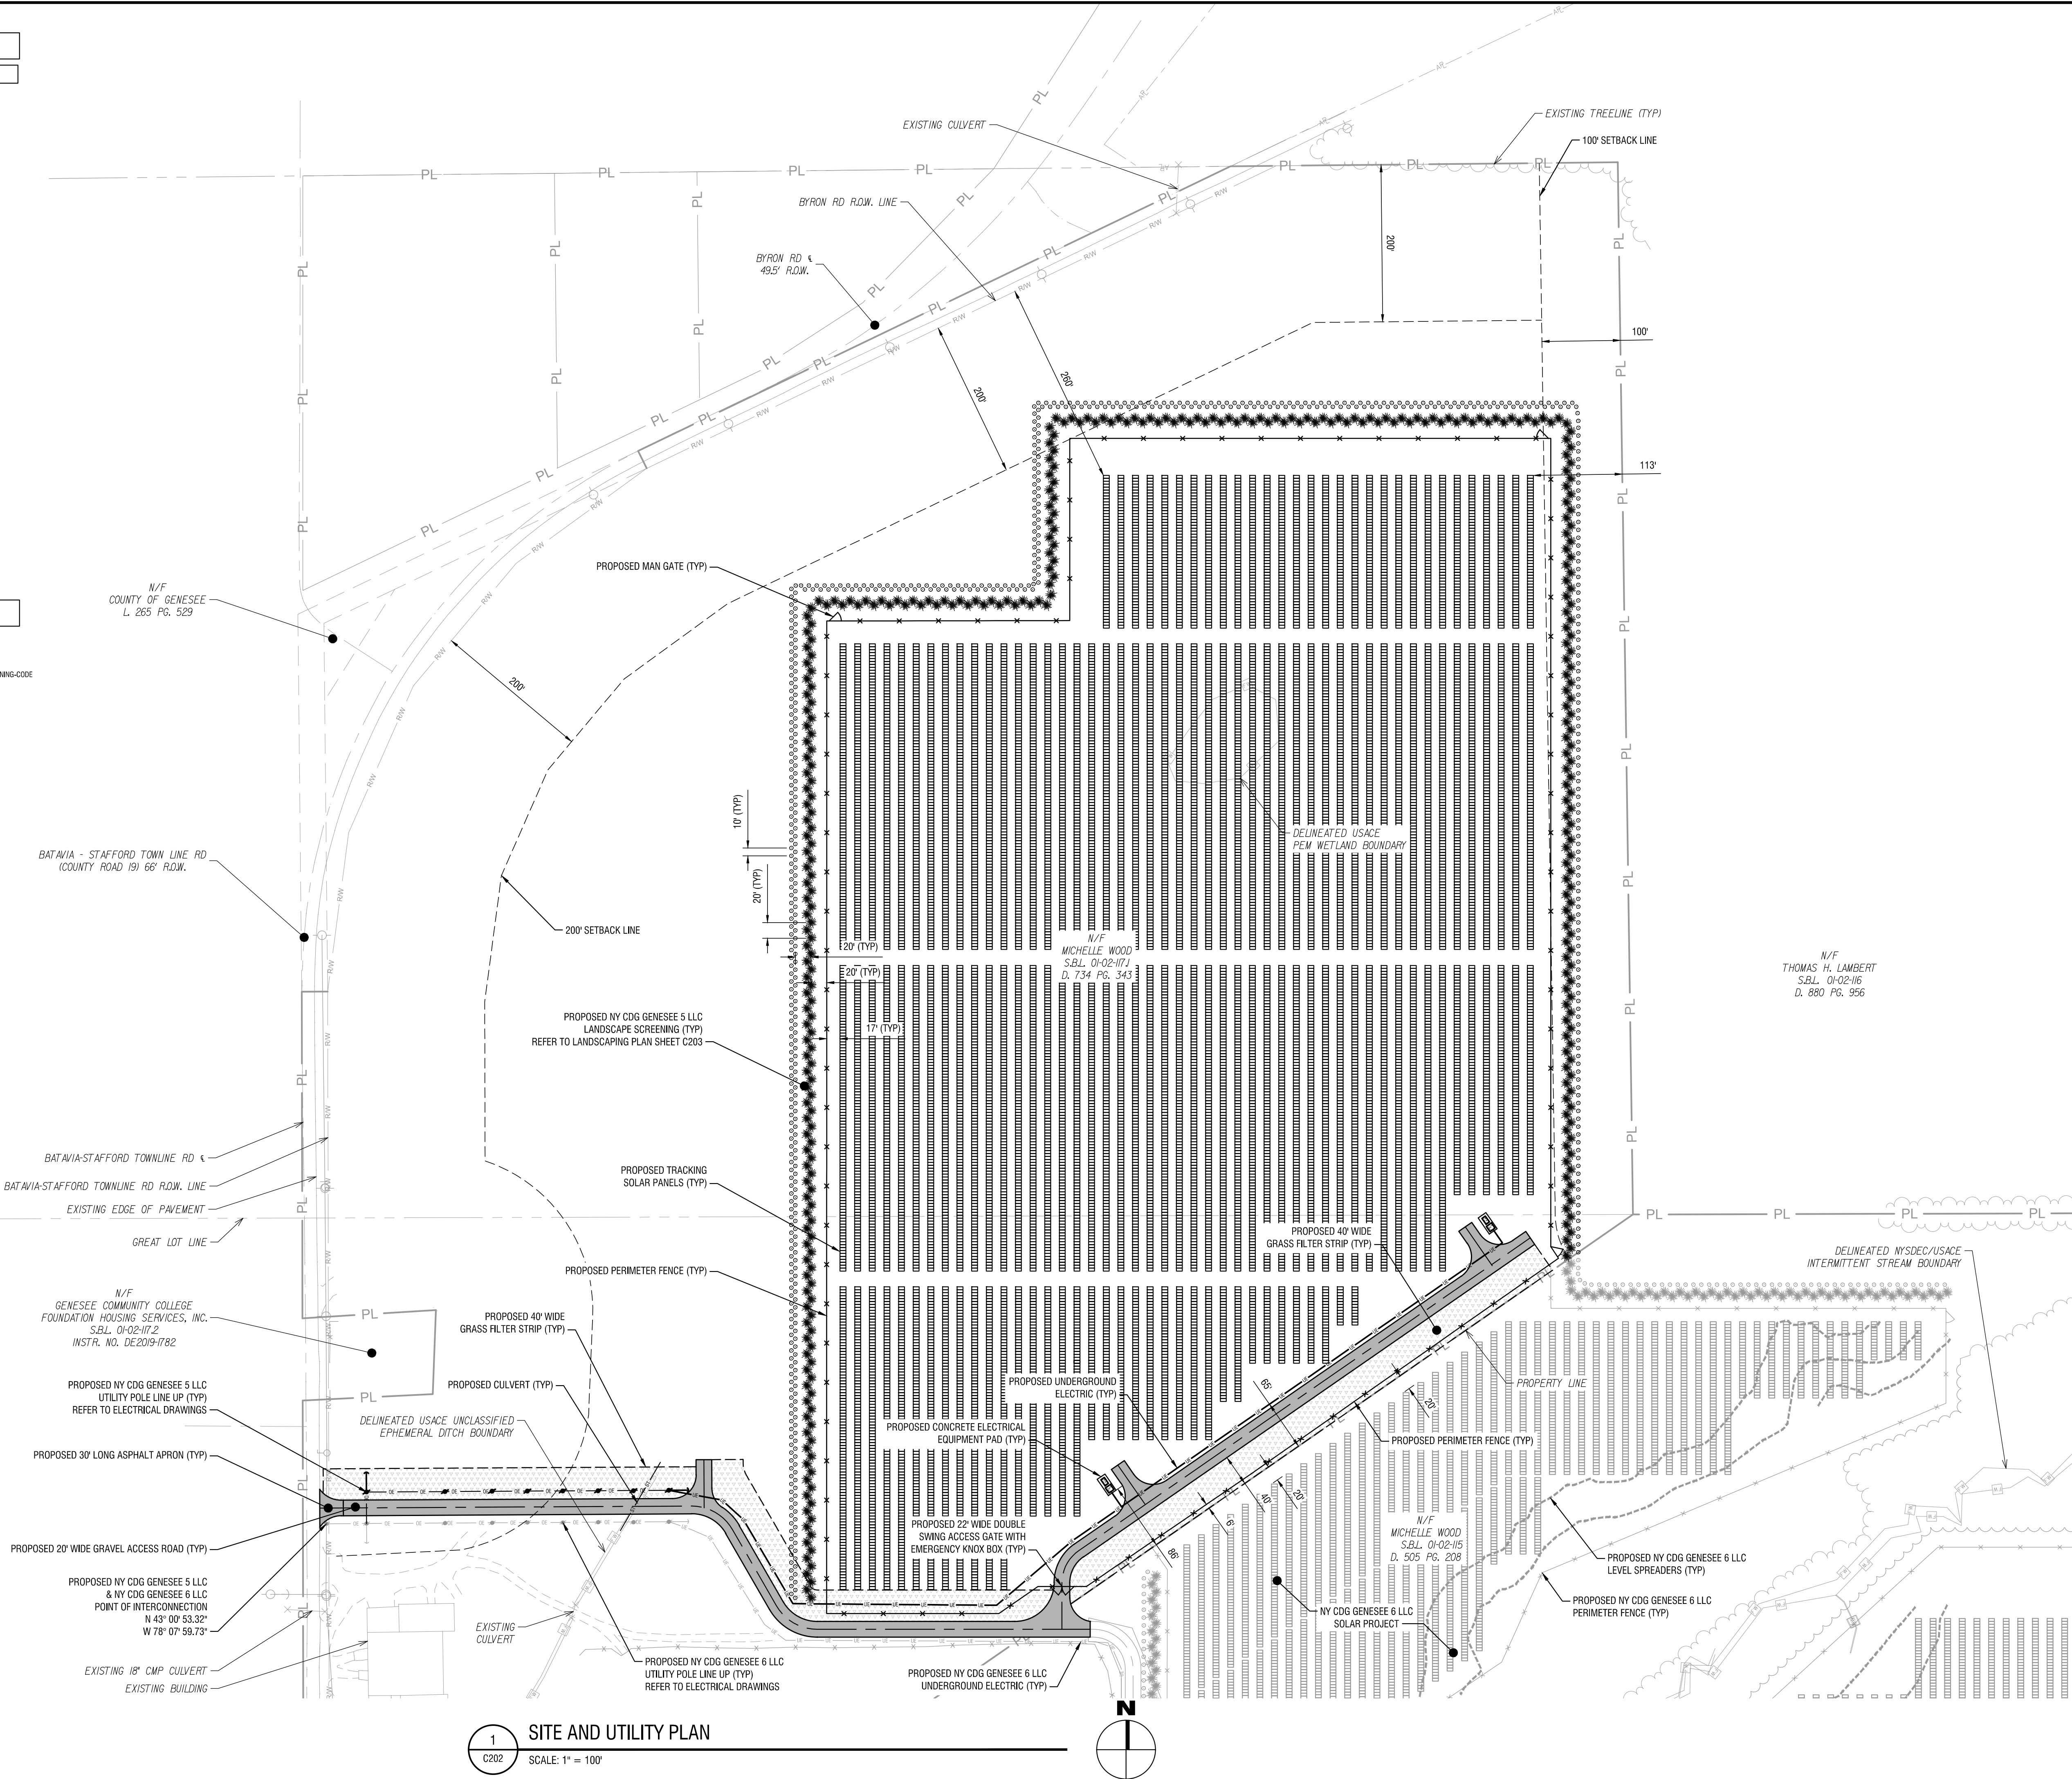 EXISTING CULVERT
EXISTING TREELINE (TYP)
100' SETBACK LINE
BYRON RD R.O.W. LINE
BYRON RD ℄
49.5' R.O.W.
200'
100'
260'
200'
113'
PROPOSED MAN GATE (TYP)
N/F
COUNTY OF GENESEE
L. 265 PG. 529
NING-CODE
200'
10' (TYP)
20' (TYP)
DELINEATED USACE
PEM WETLAND BOUNDARY
BATAVIA - STAFFORD TOWN LINE RD
(COUNTY ROAD 19) 66' R.O.W.
200' SETBACK LINE
20' (TYP)
20' (TYP)
17' (TYP)
N/F
MICHELLE WOOD
S.B.L. 01-02-117.1
D. 734 PG. 343
N/F
THOMAS H. LAMBERT
S.B.L. 01-02-116
D. 880 PG. 956
PROPOSED NY CDG GENESEE 5 LLC
LANDSCAPE SCREENING (TYP)
REFER TO LANDSCAPING PLAN SHEET C203
BATAVIA-STAFFORD TOWNLINE RD ℄
BATAVIA-STAFFORD TOWNLINE RD R.O.W. LINE
EXISTING EDGE OF PAVEMENT
GREAT LOT LINE
PROPOSED TRACKING
SOLAR PANELS (TYP)
PROPOSED 40' WIDE
GRASS FILTER STRIP (TYP)
DELINEATED NYSDEC/USACE
INTERMITTENT STREAM BOUNDARY
PROPOSED PERIMETER FENCE (TYP)
N/F
GENESEE COMMUNITY COLLEGE
FOUNDATION HOUSING SERVICES, INC.
S.B.L. 01-02-117.2
INSTR. NO. DE2019-1782
PROPOSED 40' WIDE
GRASS FILTER STRIP (TYP)
PROPOSED NY CDG GENESEE 5 LLC
UTILITY POLE LINE UP (TYP)
REFER TO ELECTRICAL DRAWINGS
PROPOSED CULVERT (TYP)
PROPOSED UNDERGROUND
ELECTRIC (TYP)
PROPERTY LINE
65'
20'
DELINEATED USACE UNCLASSIFIED
EPHEMERAL DITCH BOUNDARY
PROPOSED CONCRETE ELECTRICAL
EQUIPMENT PAD (TYP)
PROPOSED PERIMETER FENCE (TYP)
PROPOSED 30' LONG ASPHALT APRON (TYP)
40'
20'
6'
86'
PROPOSED 22' WIDE DOUBLE
SWING ACCESS GATE WITH
EMERGENCY KNOX BOX (TYP)
N/F
MICHELLE WOOD
S.B.L. 01-02-115
D. 505 PG. 208
PROPOSED 20' WIDE GRAVEL ACCESS ROAD (TYP)
PROPOSED NY CDG GENESEE 6 LLC
LEVEL SPREADERS (TYP)
PROPOSED NY CDG GENESEE 5 LLC
& NY CDG GENESEE 6 LLC
POINT OF INTERCONNECTION
N 43° 00' 53.32"
W 78° 07' 59.73"
PROPOSED NY CDG GENESEE 6 LLC
PERIMETER FENCE (TYP)
NY CDG GENESEE 6 LLC
SOLAR PROJECT
EXISTING
CULVERT
EXISTING 18" CMP CULVERT
EXISTING BUILDING
PROPOSED NY CDG GENESEE 6 LLC
UTILITY POLE LINE UP (TYP)
REFER TO ELECTRICAL DRAWINGS
PROPOSED NY CDG GENESEE 6 LLC
UNDERGROUND ELECTRIC (TYP)
N
1
C202
SITE AND UTILITY PLAN
SCALE: 1" = 100'